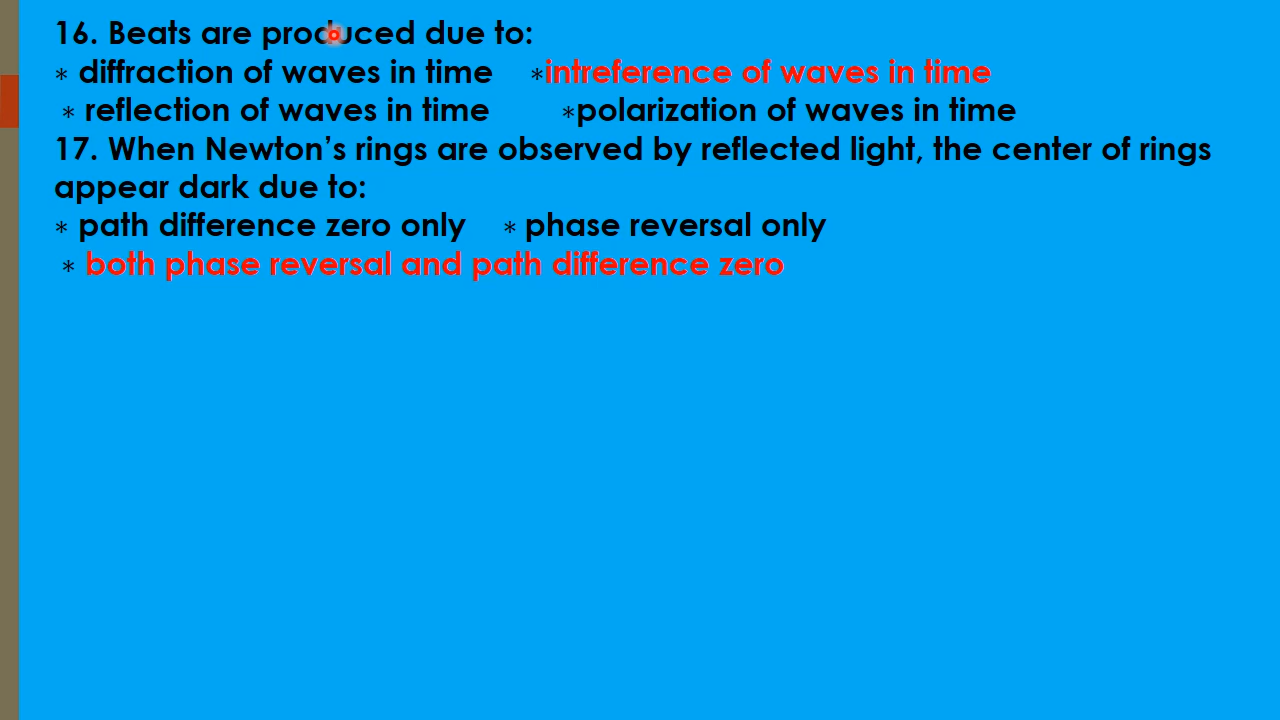 16. Beats are produced due to:
* diffraction of waves in time *intreference of waves in time
* reflection of waves in time *polarization of waves in time
17. When Newton’s rings are observed by reflected light, the center of rings
appear dark due to:
* path difference zero only * phase reversal only
* both phase reversal and path difference zero